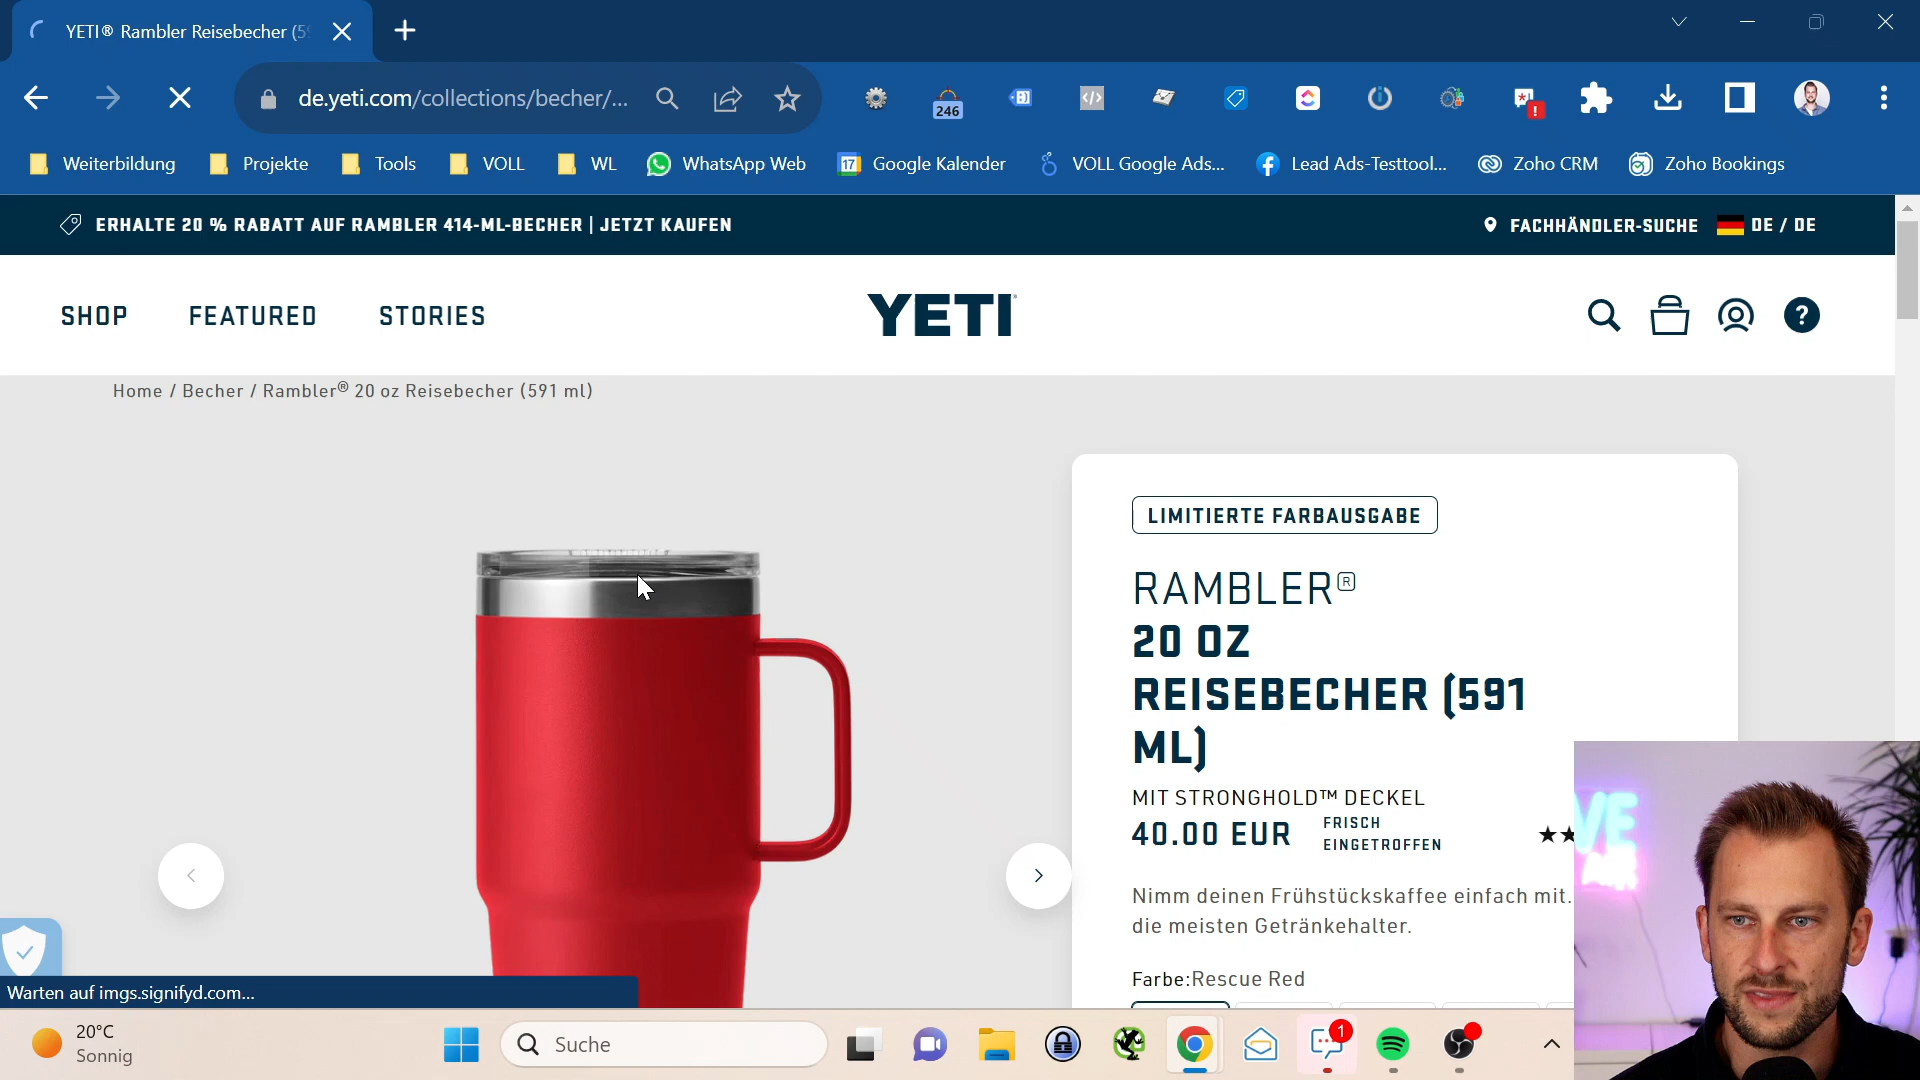 YETI® Rambler Reisebecher (59
de.yeti.com/collections/becher/...
246
Weiterbildung
Projekte
Tools
VOLL
WL
WhatsApp Web
17
Google Kalender
VOLL Google Ads...
Lead Ads-Testtool...
Zoho CRM
Zoho Bookings
ERHALTE 20 % RABATT AUF RAMBLER 414-ML-BECHER | JETZT KAUFEN
FACHHÄNDLER-SUCHE
DE / DE
SHOP
FEATURED
STORIES
YETI
Home / Becher / Rambler® 20 oz Reisebecher (591 ml)
LIMITIERTE FARBAUSGABE
RAMBLER®
20 OZ
REISEBECHER (591
ML)
MIT STRONGHOLD™ DECKEL
40.00 EUR
FRISCH
EINGETROFFEN
Nimm deinen Frühstückskaffee einfach mit.
die meisten Getränkehalter.
Farbe:Rescue Red
Warten auf imgs.signifyd.com...
20°C
Sonnig
Suche
1